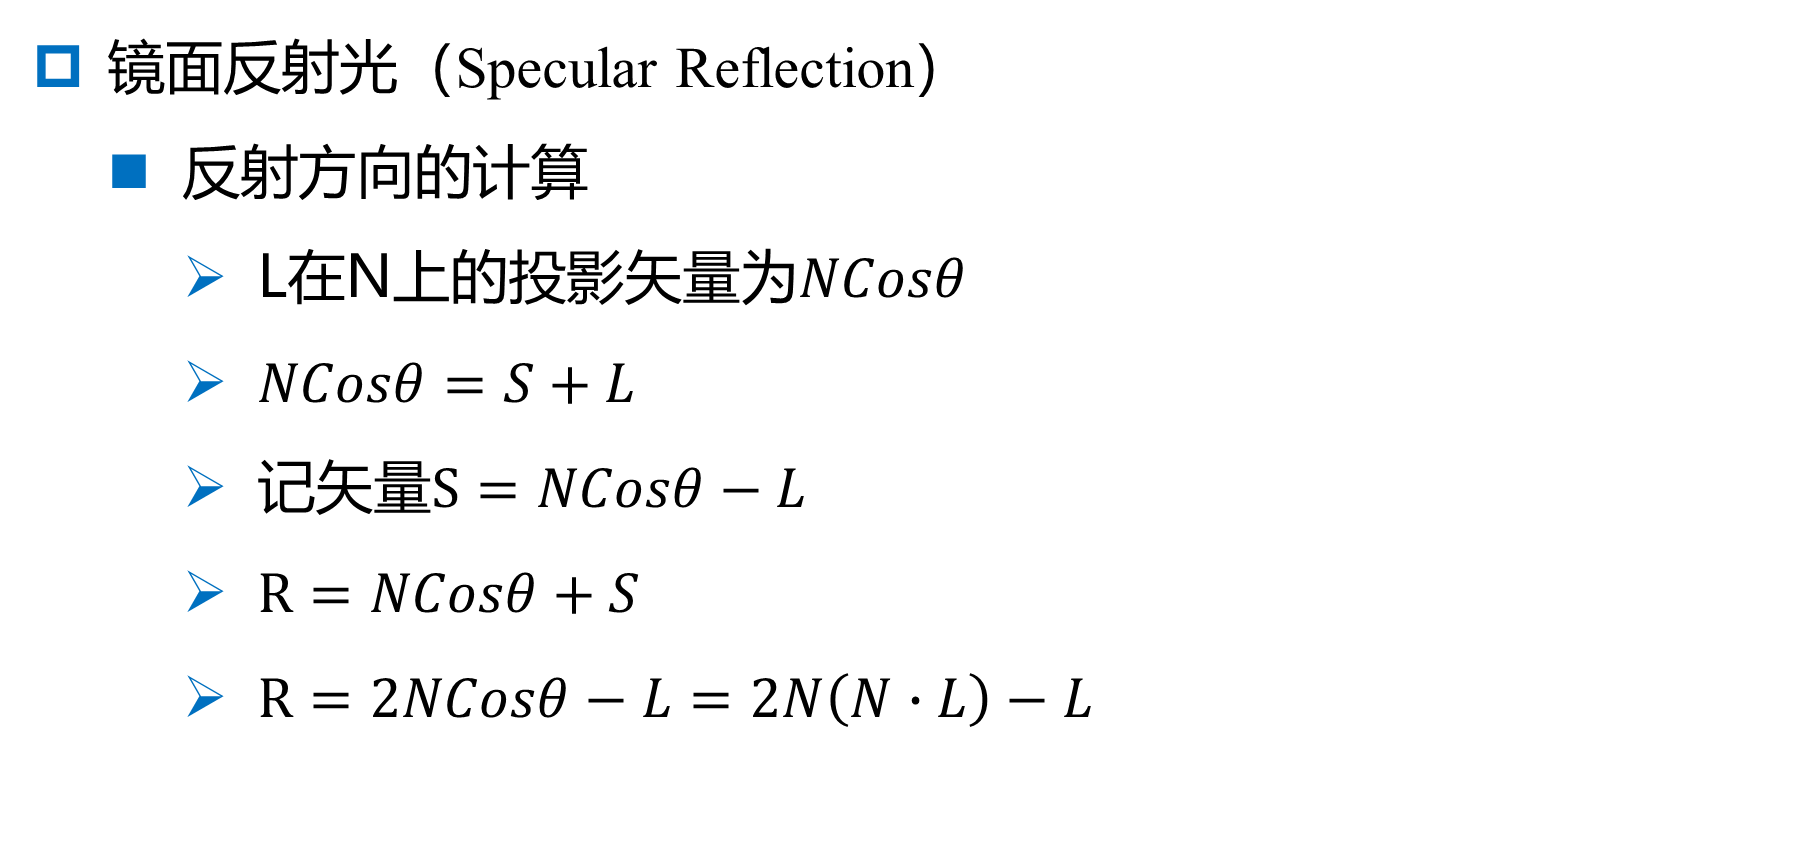 镜面反射光（Specular Reflection）
反射方向的计算
L在N上的投影矢量为NCosθ
NCosθ = S + L
记矢量S = NCosθ − L
R = NCosθ + S
R = 2NCosθ − L = 2N(N · L) − L